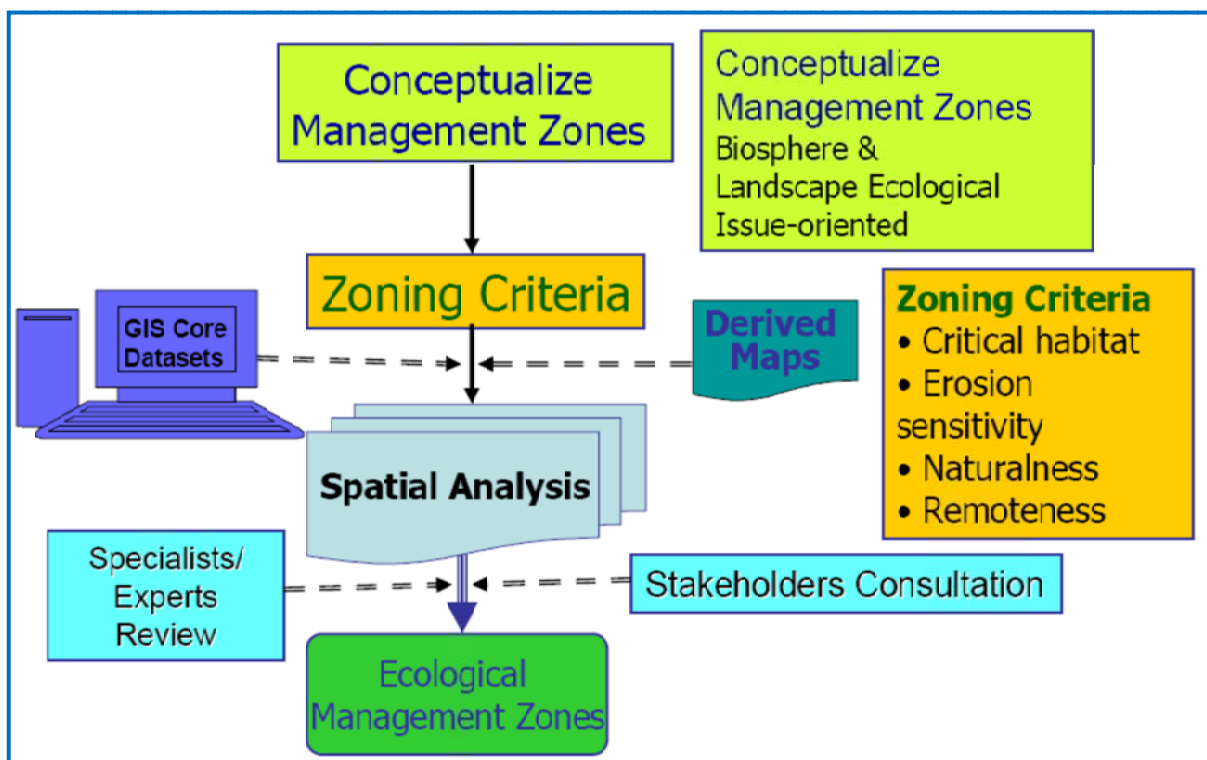 Conceptualize
Management Zones
Conceptualize
Management Zones
Biosphere &
Landscape Ecological
Issue-oriented
Zoning Criteria
GIS Core
Datasets
Derived
Maps
Zoning Criteria
• Critical habitat
• Erosion
sensitivity
• Naturalness
• Remoteness
Spatial Analysis
Specialists/
Experts
Review
Stakeholders Consultation
Ecological
Management Zones